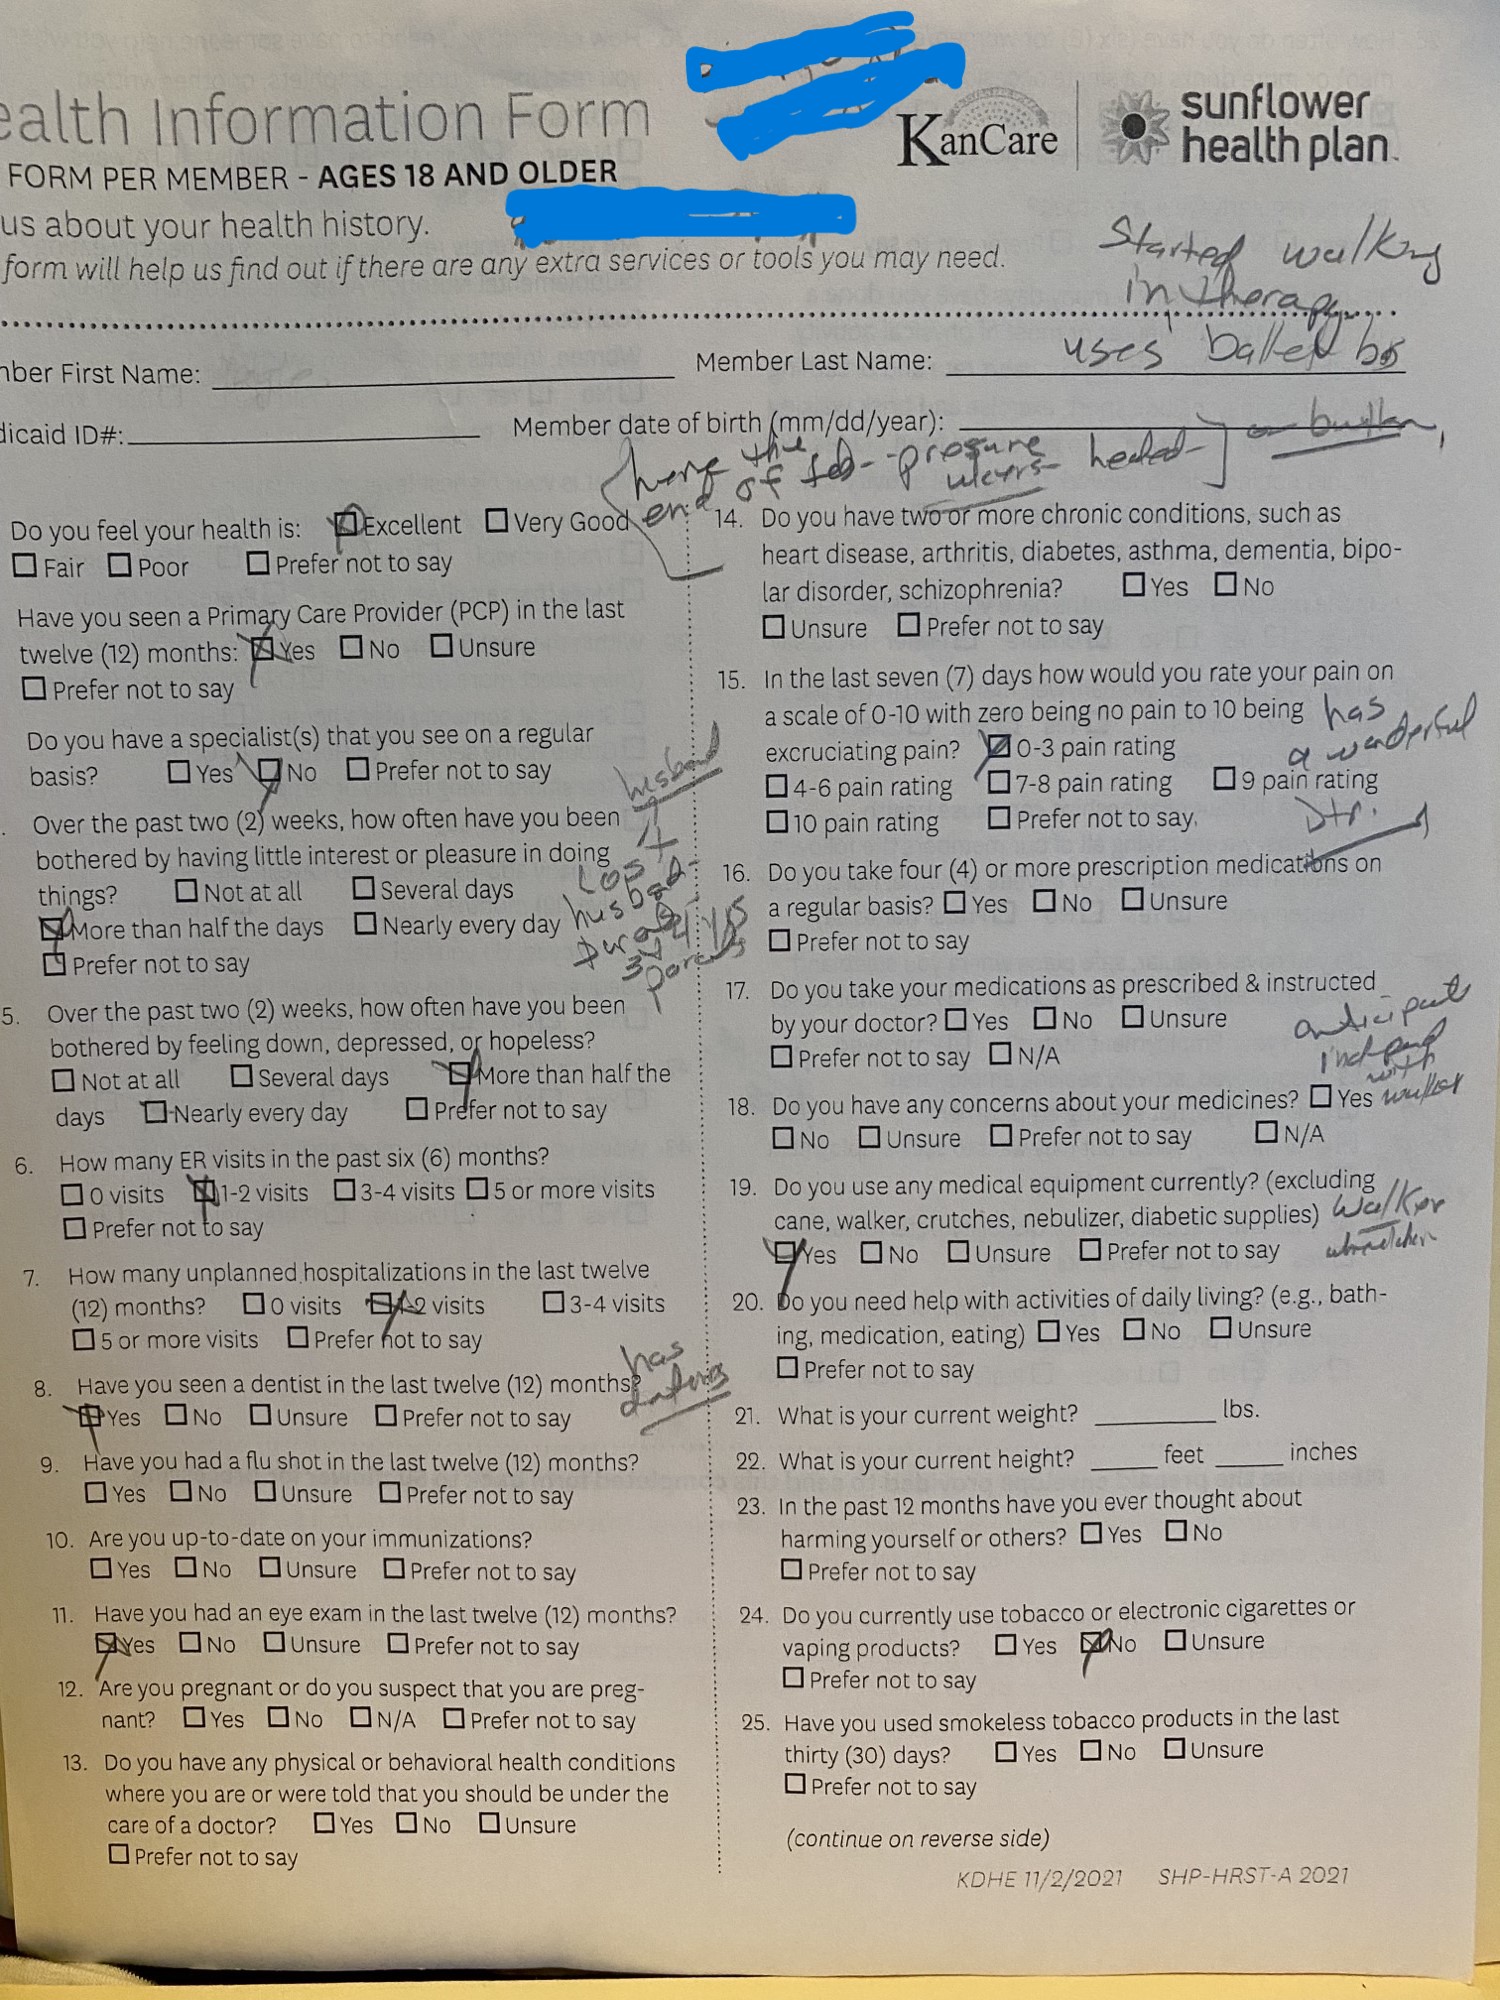 ealth Information Form
KanCare
sunflower
health plan.
FORM PER MEMBER - AGES 18 AND OLDER
us about your health history.
form will help us find out if there are any extra services or tools you may need.
Started walking
in therapy
uses
ber First Name:
Member Last Name:
dicaid ID#:
Member date of birth (mm/dd/year):
here the pressure healed
end of feb- ulcers-
Do you feel your health is: Excellent Very Good
Fair Poor Prefer not to say
Have you seen a Primary Care Provider (PCP) in the last
twelve (12) months: Yes No Unsure
Prefer not to say
Do you have a specialist(s) that you see on a regular
basis? Yes No Prefer not to say
husband
. Over the past two (2) weeks, how often have you been
bothered by having little interest or pleasure in doing
things? Not at all Several days
More than half the days Nearly every day
Prefer not to say
Lost
husband
3 4 yrs
5. Over the past two (2) weeks, how often have you been
bothered by feeling down, depressed, or hopeless?
Not at all Several days More than half the
days Nearly every day Prefer not to say
6. How many ER visits in the past six (6) months?
0 visits 1-2 visits 3-4 visits 5 or more visits
Prefer not to say
7. How many unplanned hospitalizations in the last twelve
(12) months? 0 visits 1-2 visits 3-4 visits
5 or more visits Prefer not to say
has
8. Have you seen a dentist in the last twelve (12) months?
Yes No Unsure Prefer not to say
9. Have you had a flu shot in the last twelve (12) months?
Yes No Unsure Prefer not to say
10. Are you up-to-date on your immunizations?
Yes No Unsure Prefer not to say
11. Have you had an eye exam in the last twelve (12) months?
Yes No Unsure Prefer not to say
12. Are you pregnant or do you suspect that you are preg-
nant? Yes No N/A Prefer not to say
13. Do you have any physical or behavioral health conditions
where you are or were told that you should be under the
care of a doctor? Yes No Unsure
Prefer not to say
14. Do you have two or more chronic conditions, such as
heart disease, arthritis, diabetes, asthma, dementia, bipo-
lar disorder, schizophrenia? Yes No
Unsure Prefer not to say
15. In the last seven (7) days how would you rate your pain on
a scale of 0-10 with zero being no pain to 10 being
excruciating pain? 0-3 pain rating
4-6 pain rating 7-8 pain rating 9 pain rating
10 pain rating Prefer not to say.
has
a wonderful
Dtr.
16. Do you take four (4) or more prescription medications on
a regular basis? Yes No Unsure
Prefer not to say
17. Do you take your medications as prescribed & instructed
by your doctor? Yes No Unsure
Prefer not to say N/A
with
walker
18. Do you have any concerns about your medicines? Yes
No Unsure Prefer not to say N/A
19. Do you use any medical equipment currently? (excluding
cane, walker, crutches, nebulizer, diabetic supplies)
Yes No Unsure Prefer not to say
Walker
20. Do you need help with activities of daily living? (e.g., bath-
ing, medication, eating) Yes No Unsure
Prefer not to say
21. What is your current weight? lbs.
22. What is your current height? feet inches
23. In the past 12 months have you ever thought about
harming yourself or others? Yes No
Prefer not to say
24. Do you currently use tobacco or electronic cigarettes or
vaping products? Yes No Unsure
Prefer not to say
25. Have you used smokeless tobacco products in the last
thirty (30) days? Yes No Unsure
Prefer not to say
(continue on reverse side)
KDHE 11/2/2021 SHP-HRST-A 2021